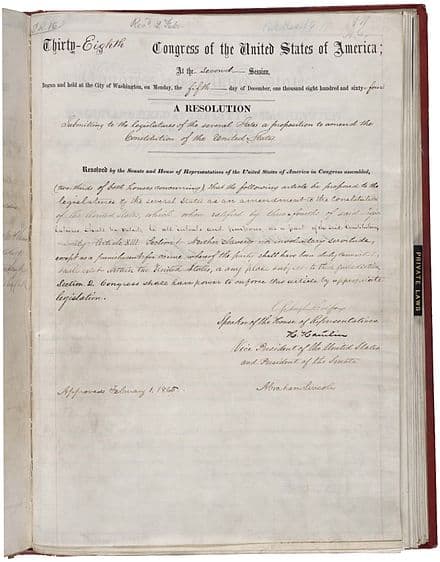 Thirty-Eighth Congress of the United States of America;
At the second Session,
Begun and held at the City of Washington, on Monday, the fifth day of December, one thousand eight hundred and sixty-four
A RESOLUTION
Submitting to the legislatures of the several States a proposition to amend the
Constitution of the United States
Resolved by the Senate and House of Representatives of the United States of America in Congress assembled,
(two-thirds of both houses concurring), that the following article be proposed to the
legislatures of the several States as an amendment to the constitution
of the United States, which, when ratified by three-fourths of said
shall be valid, to all intents and purposes, as a part of the said Constitution
Article XIII. Section 1. Neither slavery nor involuntary servitude,
except as a punishment for crime whereof the party shall have been duly convicted,
shall exist within the United States, or any place subject to their jurisdiction.
Section 2. Congress shall have power to enforce this article by appropriate
legislation.
Speaker of the House of Representatives
H. Hamlin
Vice President of the United States
and President of the Senate
Approved February 1, 1865.
Abraham Lincoln
PRIVATE LAWS